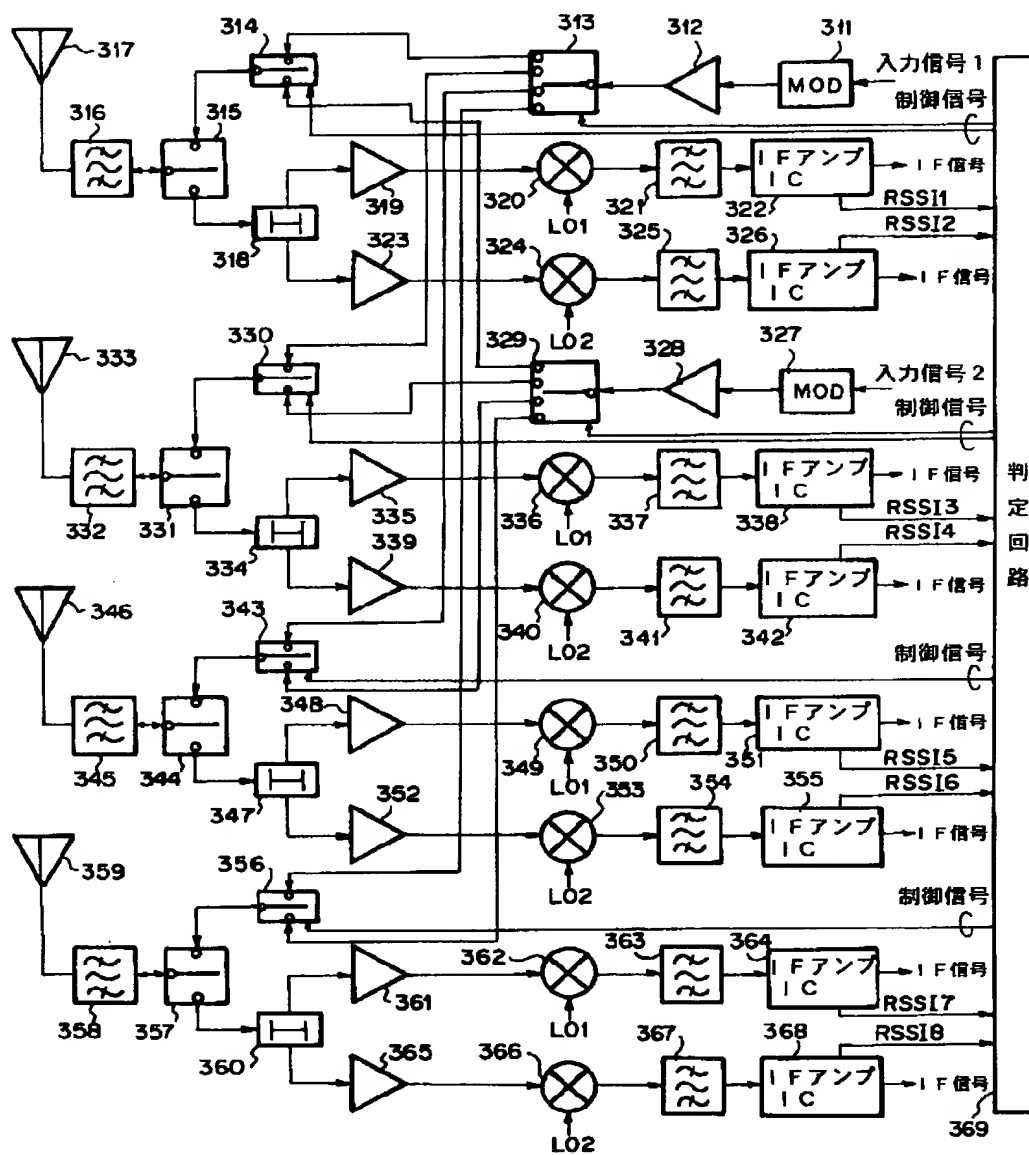 317
314
313
312
311
入力信号1
制御信号
MOD
316
315
319
320
LO1
321
IFアンプ
IC
322
IF信号
RSSI1
RSSI2
318
323
324
LO2
325
326
IFアンプ
IC
IF信号
333
330
329
328
327
MOD
入力信号2
制御信号
332
331
335
336
LO1
337
IFアンプ
IC
338
IF信号
RSSI3
RSSI4
334
339
340
LO2
341
IFアンプ
IC
342
IF信号
判定回路
346
343
制御信号
345
344
348
349
LO1
350
IFアンプ
IC
351
IF信号
RSSI5
RSSI6
347
352
353
LO2
354
355
IFアンプ
IC
IF信号
359
356
制御信号
358
357
361
362
LO1
363
364
IFアンプ
IC
IF信号
RSSI7
RSSI8
360
365
366
LO2
367
368
IFアンプ
IC
IF信号
369